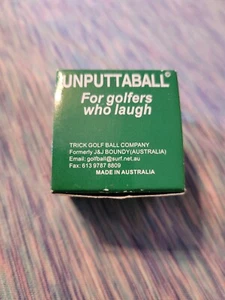 UNPUTTABALL®
For golfers
who laugh
TRICK GOLF BALL COMPANY
Formerly J&J BOUNDY(AUSTRALIA)
Email: golfball@surf.net.au
Fax: 613 9787 8809
MADE IN AUSTRALIA